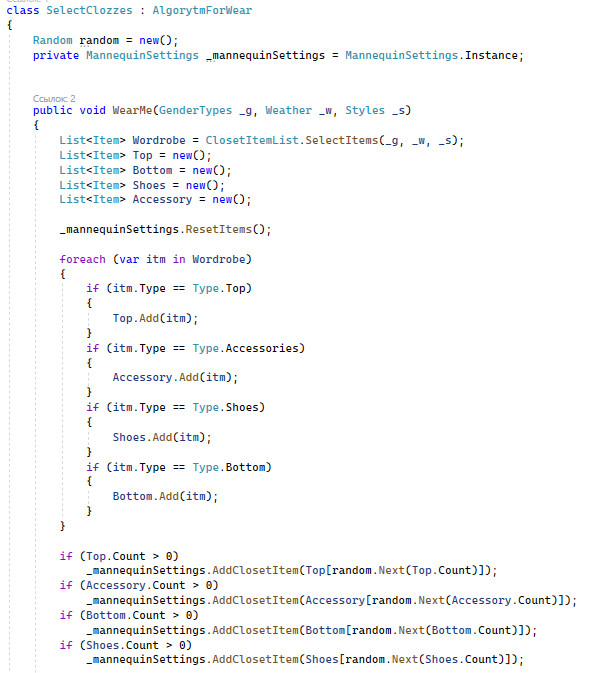 class SelectClozzes : AlgorytmForWear
{
Random random = new();
private MannequinSettings _mannequinSettings = MannequinSettings.Instance;
Ссылок: 2
public void WearMe(GenderTypes _g, Weather _w, Styles _s)
{
List<Item> Wordrobe = ClosetItemList.SelectItems(_g, _w, _s);
List<Item> Top = new();
List<Item> Bottom = new();
List<Item> Shoes = new();
List<Item> Accessory = new();
_mannequinSettings.ResetItems();
foreach (var itm in Wordrobe)
{
if (itm.Type == Type.Top)
{
Top.Add(itm);
}
if (itm.Type == Type.Accessories)
{
Accessory.Add(itm);
}
if (itm.Type == Type.Shoes)
{
Shoes.Add(itm);
}
if (itm.Type == Type.Bottom)
{
Bottom.Add(itm);
}
}
if (Top.Count > 0)
_mannequinSettings.AddClosetItem(Top[random.Next(Top.Count)]);
if (Accessory.Count > 0)
_mannequinSettings.AddClosetItem(Accessory[random.Next(Accessory.Count)]);
if (Bottom.Count > 0)
_mannequinSettings.AddClosetItem(Bottom[random.Next(Bottom.Count)]);
if (Shoes.Count > 0)
_mannequinSettings.AddClosetItem(Shoes[random.Next(Shoes.Count)]);